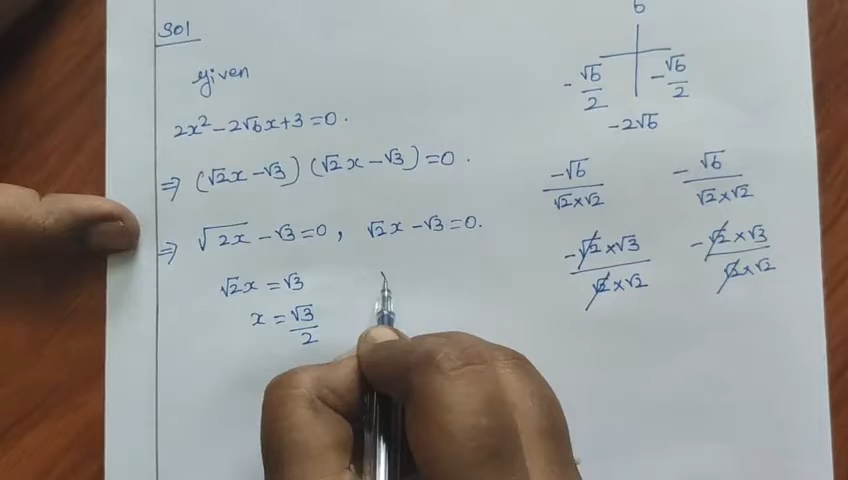 Sol
given
2x² - 2√6x + 3 = 0.
⇒ (√2x - √3) (√2x - √3) = 0.
⇒ √2x - √3 = 0, √2x - √3 = 0.
√2x = √3
x = √3/2
6
-√6/2 -√6/2
-2√6
-√6/√2×√2 -√6/√2×√2
-√2×√3/√2×√2 -√2×√3/√2×√2